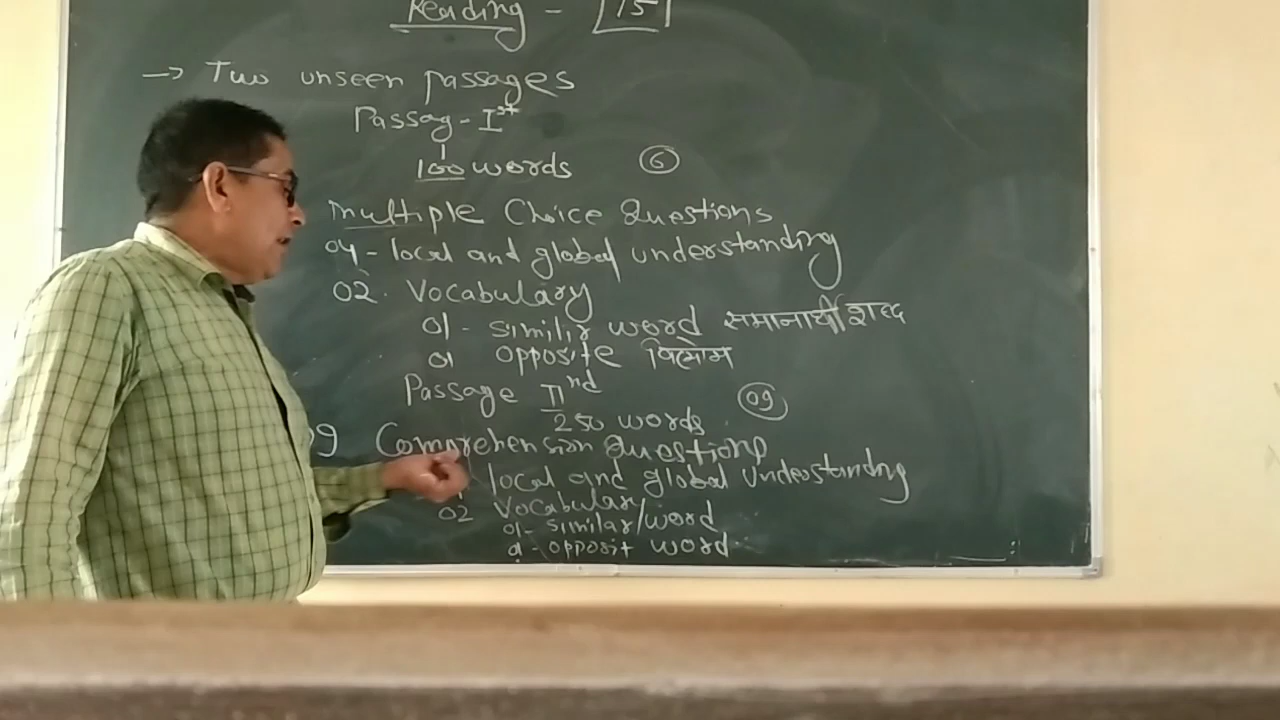 Reading - 15
→ Two unseen passages
Passag - Ist
100 words 6
Multiple Choice Questions
04 - local and global understanding
02. Vocabulary
01 - similir word समानार्थी शब्द
01 opposite विलोम
Passage IInd 09
250 words
09 Comprehension Questions
local and global understanding
02 Vocabulary
01 - similar/word
01 - opposit word